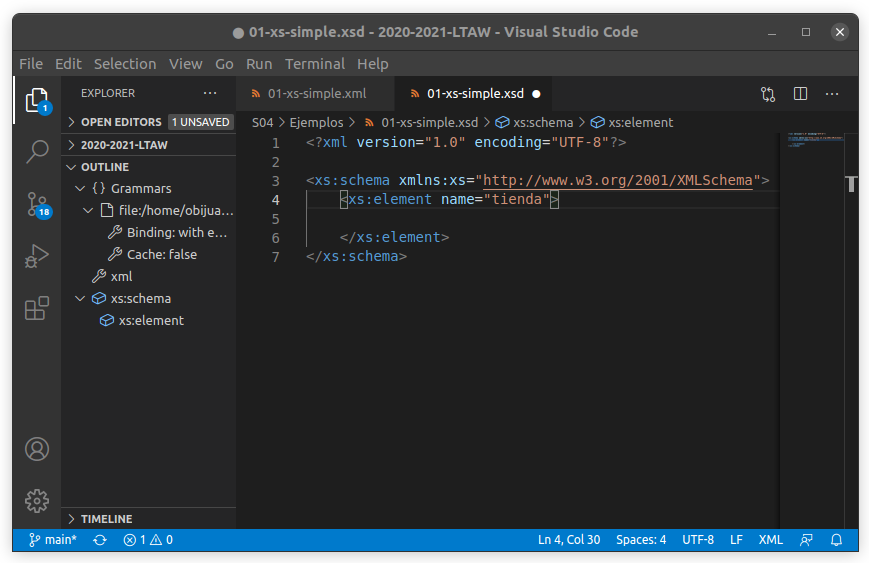 ● 01-xs-simple.xsd - 2020-2021-LTAW - Visual Studio Code
File Edit Selection View Go Run Terminal Help
EXPLORER ···
01-xs-simple.xml
01-xs-simple.xsd ●
OPEN EDITORS 1 UNSAVED
2020-2021-LTAW
OUTLINE
{} Grammars
file:/home/obijua...
Binding: with e...
Cache: false
xml
xs:schema
xs:element
TIMELINE
1
18
S04 > Ejemplos > 01-xs-simple.xsd > xs:schema > xs:element
1 <?xml version="1.0" encoding="UTF-8"?>
2
3 <xs:schema xmlns:xs="http://www.w3.org/2001/XMLSchema">
4 <xs:element name="tienda">
5
6 </xs:element>
7 </xs:schema>
main* 1 0 Ln 4, Col 30 Spaces: 4 UTF-8 LF XML